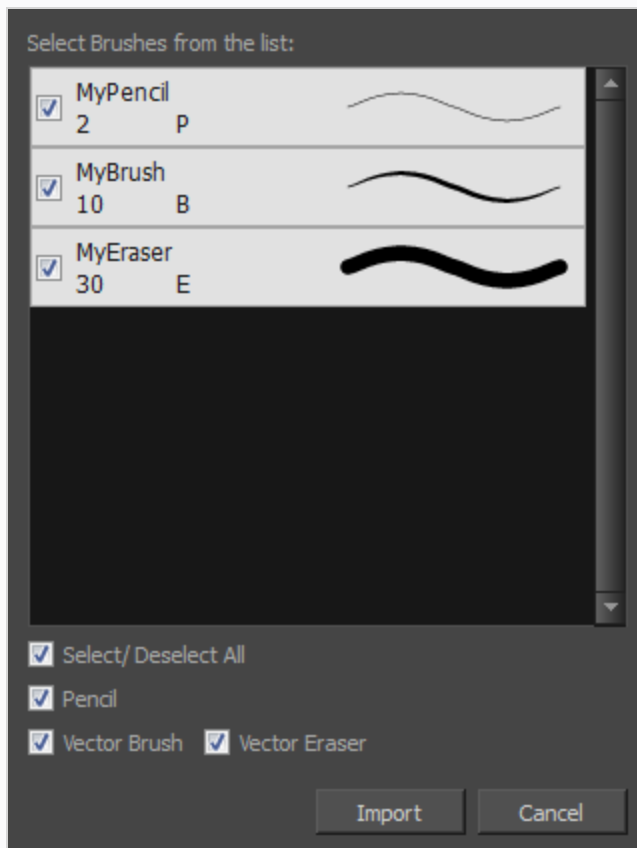 Select Brushes from the list:
MyPencil
2 P
MyBrush
10 B
MyEraser
30 E
Select/ Deselect All
Pencil
Vector Brush Vector Eraser
Import Cancel